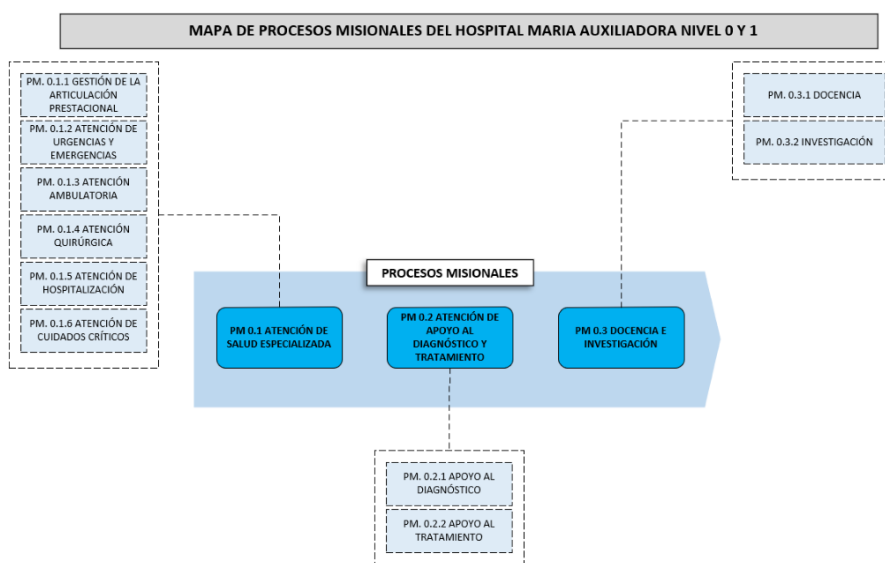 MAPA DE PROCESOS MISIONALES DEL HOSPITAL MARIA AUXILIADORA NIVEL 0 Y 1
PM. 0.1.1 GESTIÓN DE LA
ARTICULACIÓN
PRESTACIONAL
PM. 0.1.2 ATENCIÓN DE
URGENCIAS Y
EMERGENCIAS
PM. 0.1.3 ATENCIÓN
AMBULATORIA
PM. 0.1.4 ATENCIÓN
QUIRÚRGICA
PM. 0.1.5 ATENCIÓN DE
HOSPITALIZACIÓN
PM. 0.1.6 ATENCIÓN DE
CUIDADOS CRÍTICOS
PM. 0.3.1 DOCENCIA
PM. 0.3.2 INVESTIGACIÓN
PROCESOS MISIONALES
PM 0.1 ATENCIÓN DE
SALUD ESPECIALIZADA
PM 0.2 ATENCIÓN DE
APOYO AL
DIAGNÓSTICO Y
TRATAMIENTO
PM 0.3 DOCENCIA E
INVESTIGACIÓN
PM. 0.2.1 APOYO AL
DIAGNÓSTICO
PM. 0.2.2 APOYO AL
TRATAMIENTO